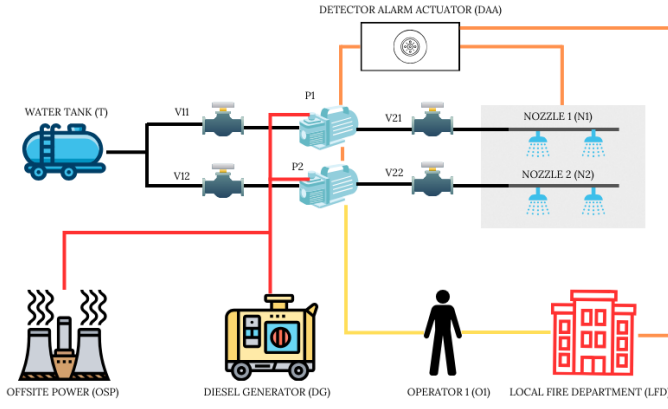 DETECTOR ALARM ACTUATOR (DAA)
P1
WATER TANK (T)
V11
V21
NOZZLE 1 (N1)
V12
P2
V22
NOZZLE 2 (N2)
OFFSITE POWER (OSP)
DIESEL GENERATOR (DG)
OPERATOR 1 (O1)
LOCAL FIRE DEPARTMENT (LFD)